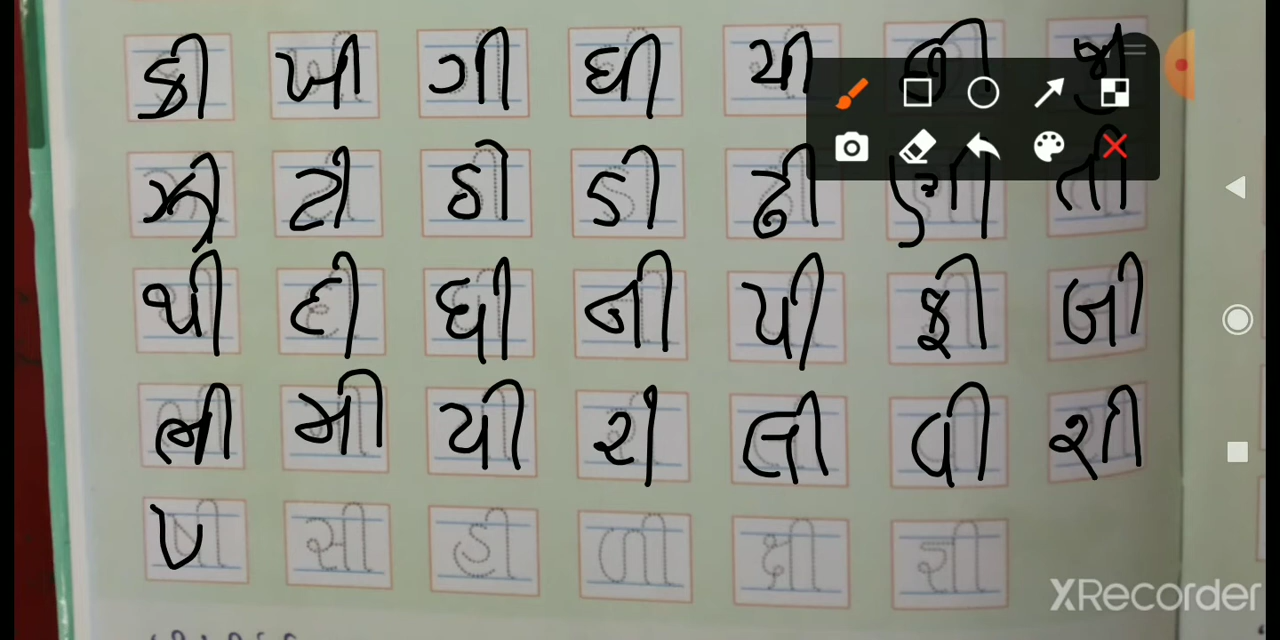 કી ખી ગી ઘી ચી છી જી
ઝી ટી ઠી ડી ઢી ણી તી
થી દી ધી ની પી ફી બી
ભી મી યી રી લી વી શી
ષી સી હી ળી ક્ષી જ્ઞી
XRecorder